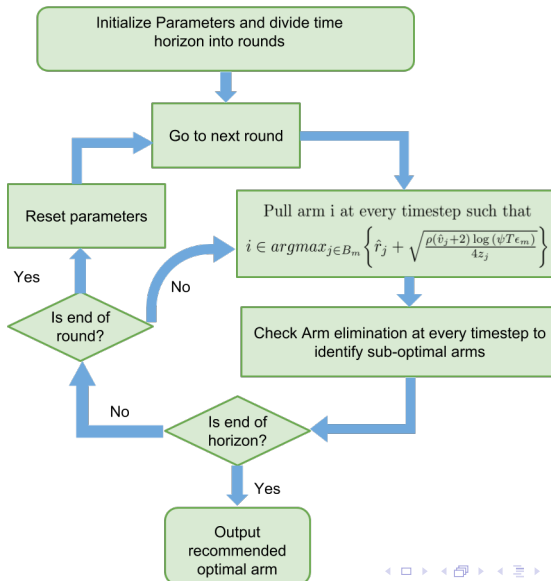 Initialize Parameters and divide time
horizon into rounds
Go to next round
Reset parameters
Pull arm i at every timestep such that
i ∈ argmax_{j∈B_m} { r̂_j + √(ρ(v̂_j+2) log (ψTϵ_m) / 4z_j) }
Yes
No
Is end of
round?
Check Arm elimination at every timestep to
identify sub-optimal arms
No
Is end of
horizon?
Yes
Output
recommended
optimal arm